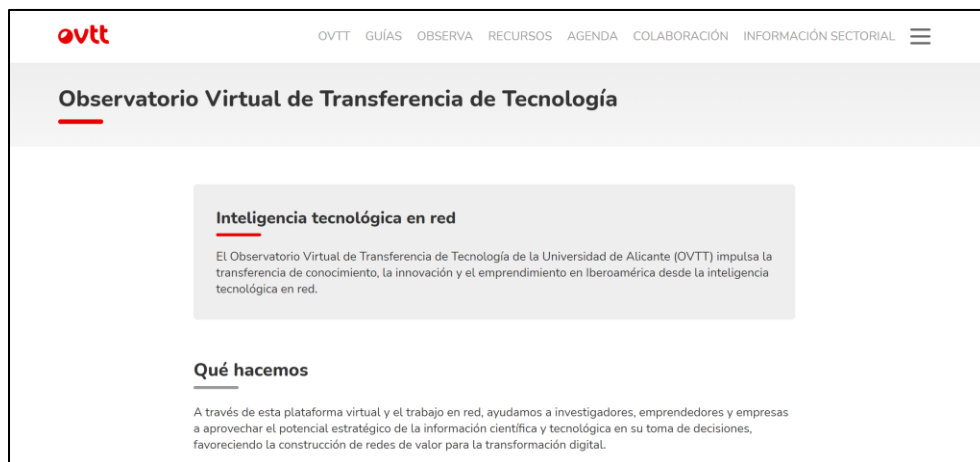 ovtt
OVTT GUÍAS OBSERVA RECURSOS AGENDA COLABORACIÓN INFORMACIÓN SECTORIAL
Observatorio Virtual de Transferencia de Tecnología
Inteligencia tecnológica en red
El Observatorio Virtual de Transferencia de Tecnología de la Universidad de Alicante (OVTT) impulsa la
transferencia de conocimiento, la innovación y el emprendimiento en Iberoamérica desde la inteligencia
tecnológica en red.
Qué hacemos
A través de esta plataforma virtual y el trabajo en red, ayudamos a investigadores, emprendedores y empresas
a aprovechar el potencial estratégico de la información científica y tecnológica en su toma de decisiones,
favoreciendo la construcción de redes de valor para la transformación digital.